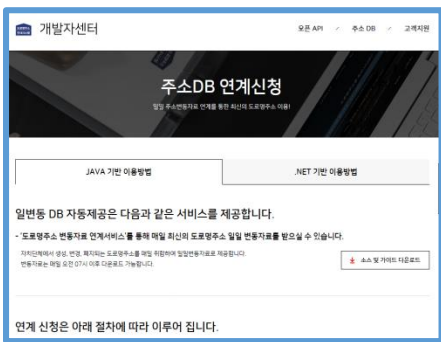 개발자센터
오픈 API / 주소 DB / 고객지원
주소DB 연계신청
일일 주소변동자료 연계를 통한 최신의 도로명주소 이용!
JAVA 기반 이용방법
.NET 기반 이용방법
일변동 DB 자동제공은 다음과 같은 서비스를 제공합니다.
- '도로명주소 변동자료 연계서비스'를 통해 매일 최신의 도로명주소 일일 변동자료를 받으실 수 있습니다.
자치단체에서 생성, 변경, 폐지되는 도로명주소를 매일 취합하여 일일변동자료로 제공합니다.
변동자료는 매일 오전 07시 이후 다운로드 가능합니다.
소스 및 가이드 다운로드
연계 신청은 아래 절차에 따라 이루어 집니다.